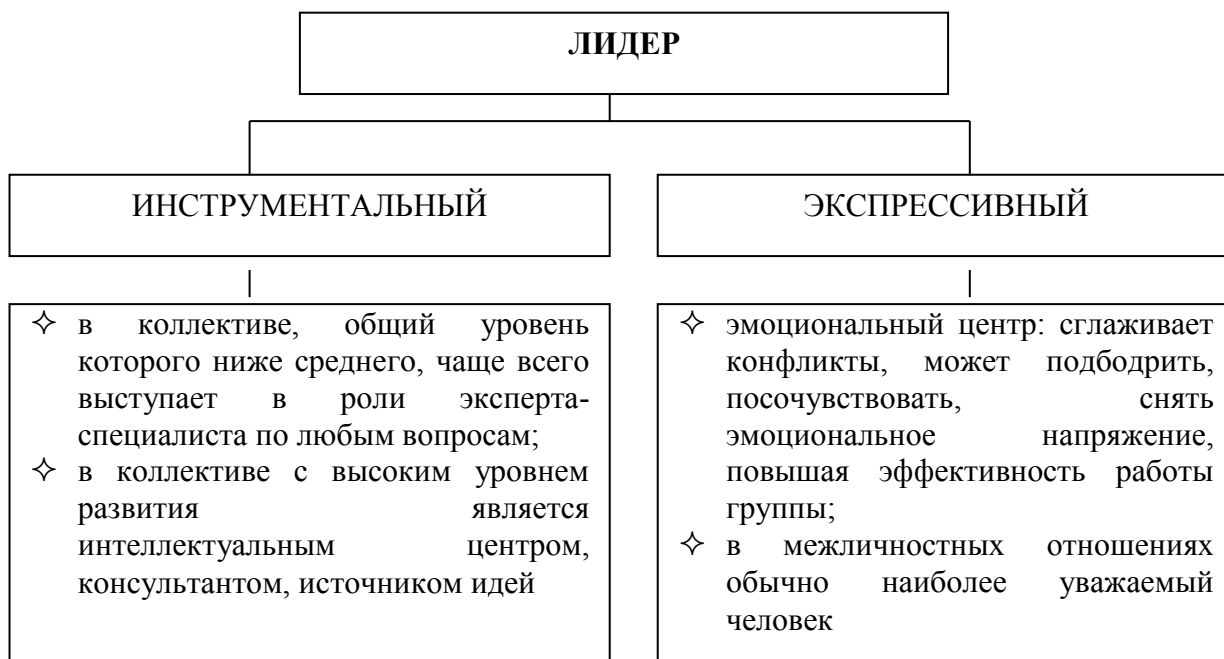 ЛИДЕР
ИНСТРУМЕНТАЛЬНЫЙ
✧ в коллективе, общий уровень
которого ниже среднего, чаще всего
выступает в роли эксперта-
специалиста по любым вопросам;
✧ в коллективе с высоким уровнем
развития является
интеллектуальным центром,
консультантом, источником идей
ЭКСПРЕССИВНЫЙ
✧ эмоциональный центр: сглаживает
конфликты, может подбодрить,
посочувствовать, снять
эмоциональное напряжение,
повышая эффективность работы
группы;
✧ в межличностных отношениях
обычно наиболее уважаемый
человек